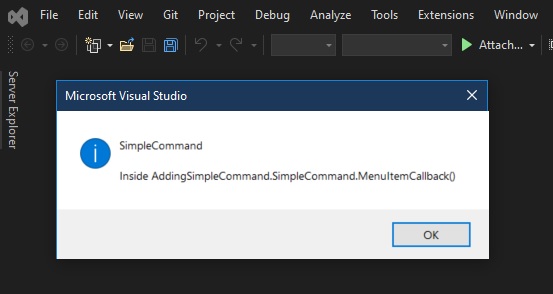 File Edit View Git Project Debug Analyze Tools Extensions Window
Attach...
Server Explorer
Microsoft Visual Studio
SimpleCommand
Inside AddingSimpleCommand.SimpleCommand.MenuItemCallback()
OK